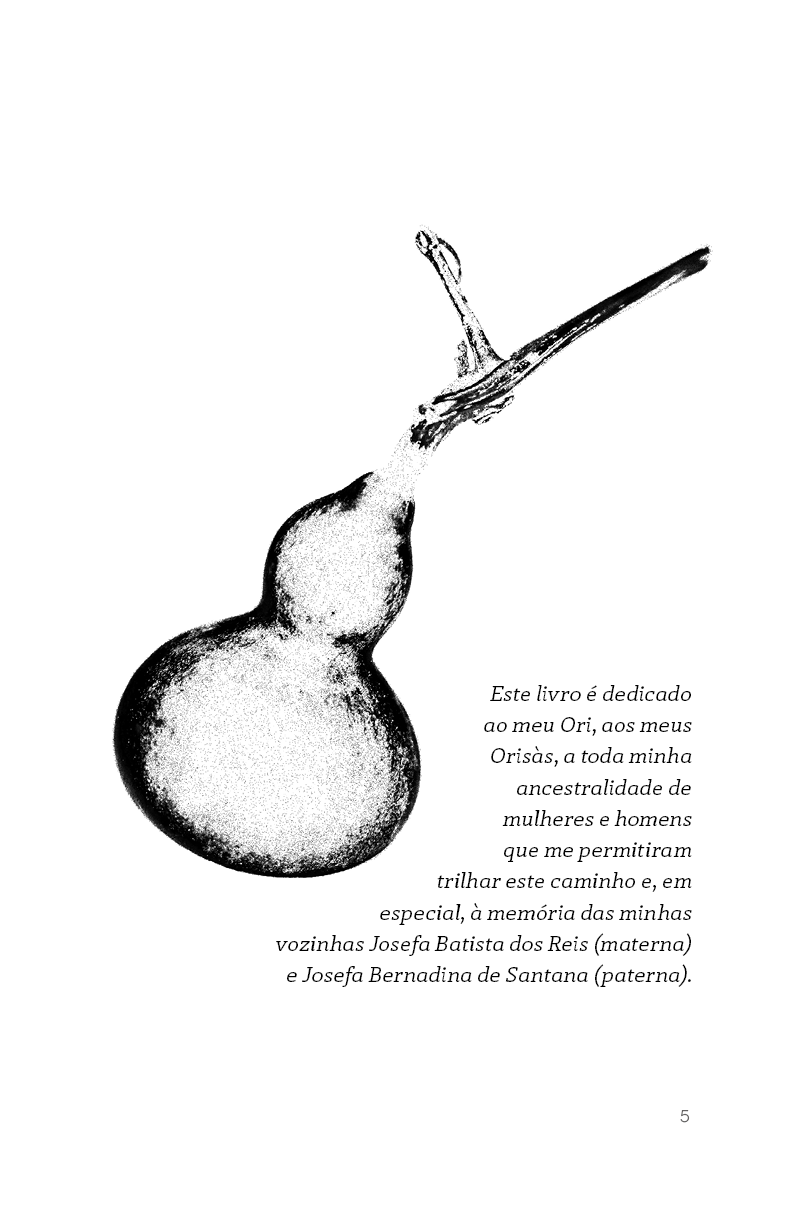 Este livro é dedicado
ao meu Ori, aos meus
Orisàs, a toda minha
ancestralidade de
mulheres e homens
que me permitiram
trilhar este caminho e, em
especial, à memória das minhas
vozinhas Josefa Batista dos Reis (materna)
e Josefa Bernadina de Santana (paterna).
5